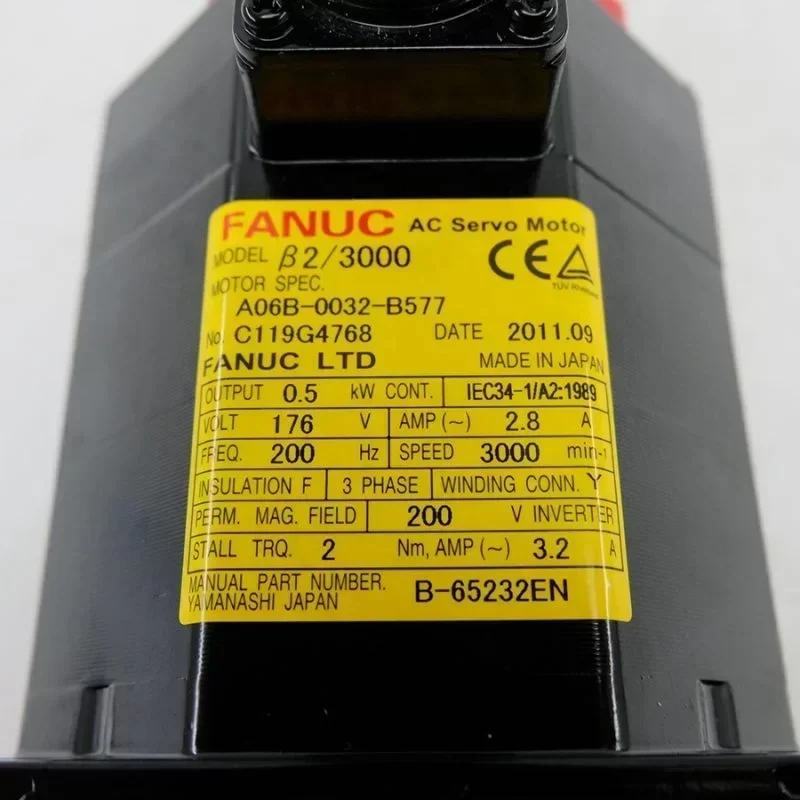 FANUC AC Servo Motor
MODEL β2/3000
CE
TÜV Rheinland
MOTOR SPEC.
A06B-0032-B577
No. C119G4768 DATE 2011.09
FANUC LTD MADE IN JAPAN
OUTPUT 0.5 kW CONT. IEC34-1/A2:1989
VOLT 176 V AMP (~) 2.8 A
FREQ. 200 Hz SPEED 3000 min-1
INSULATION F 3 PHASE WINDING CONN. Y
PERM. MAG. FIELD 200 V INVERTER
STALL TRQ. 2 Nm, AMP (~) 3.2 A
MANUAL PART NUMBER. B-65232EN
YAMANASHI JAPAN